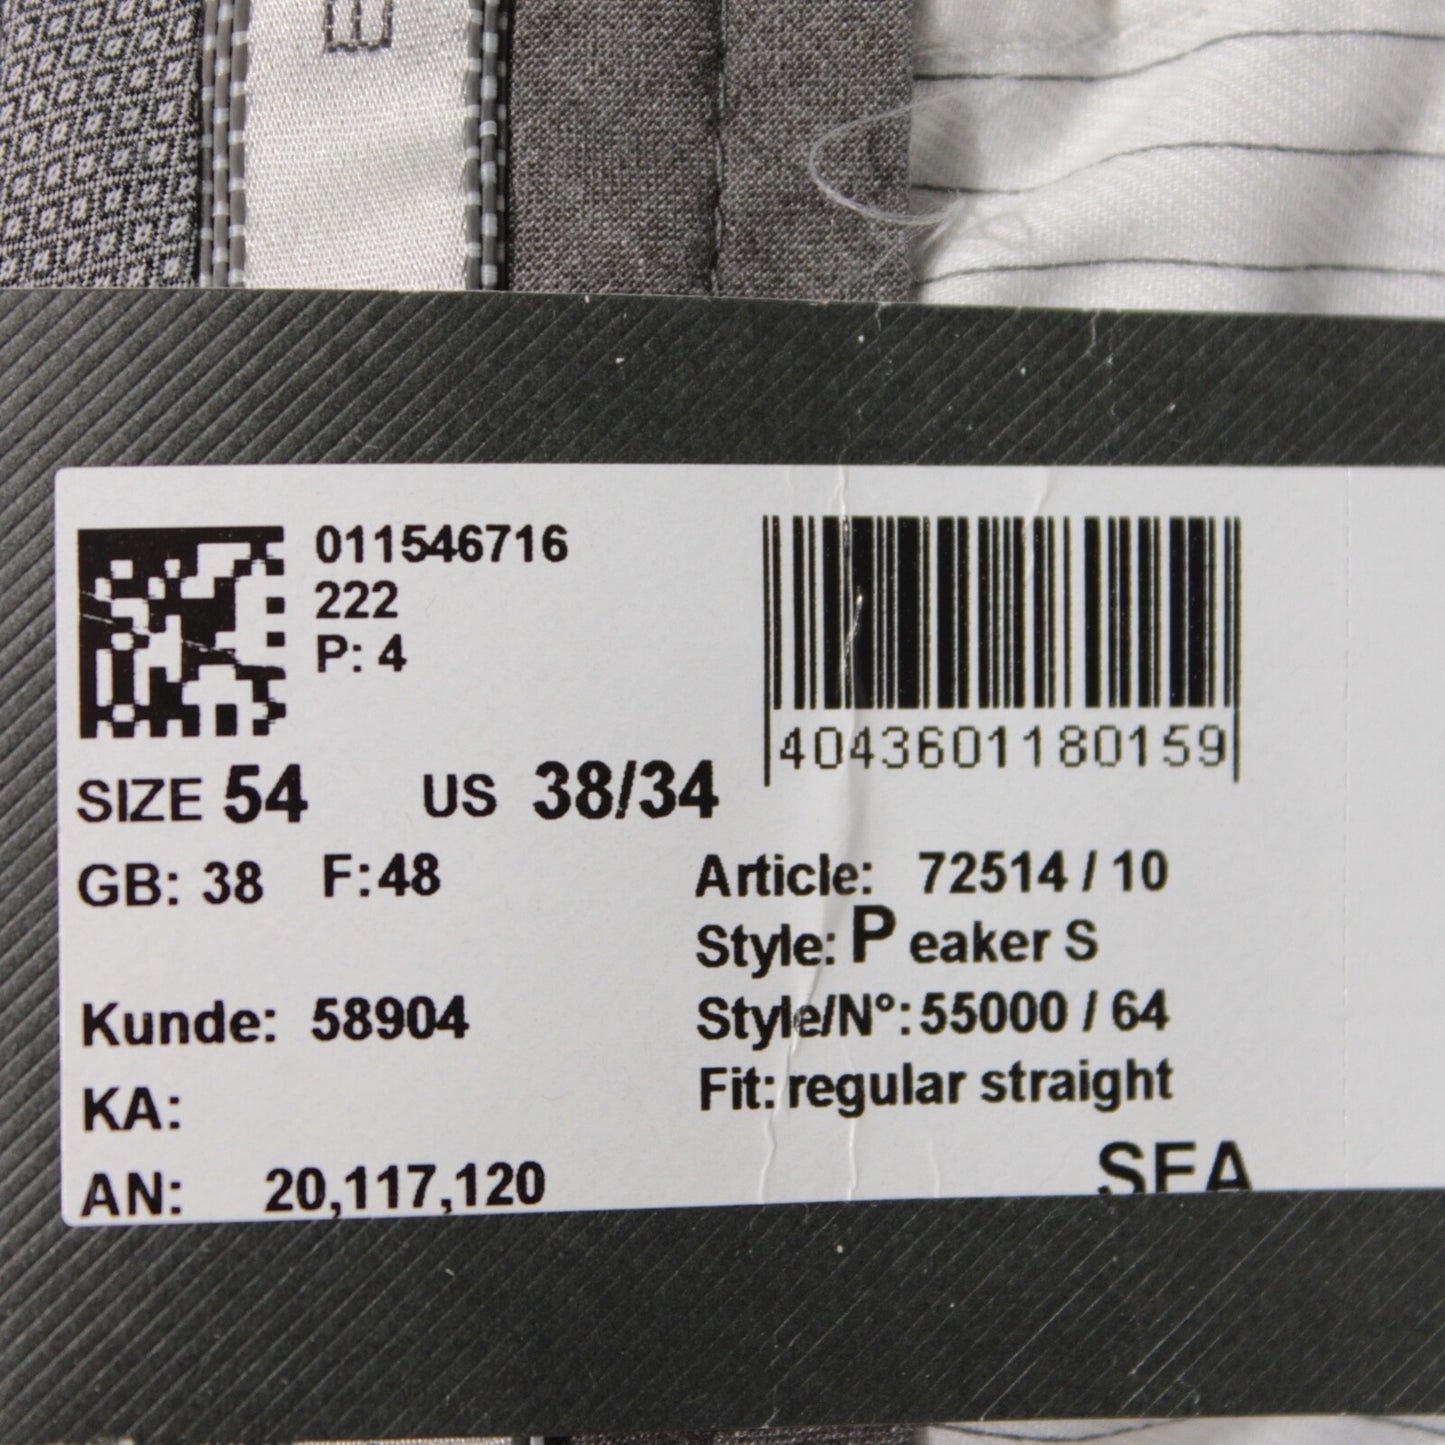 011546716
222
P: 4
4043601180159
SIZE 54 US 38/34
GB: 38 F:48
Article: 72514 / 10
Style: Peaker S
Kunde: 58904
Style/N°: 55000 / 64
KA:
Fit: regular straight
AN: 20,117,120